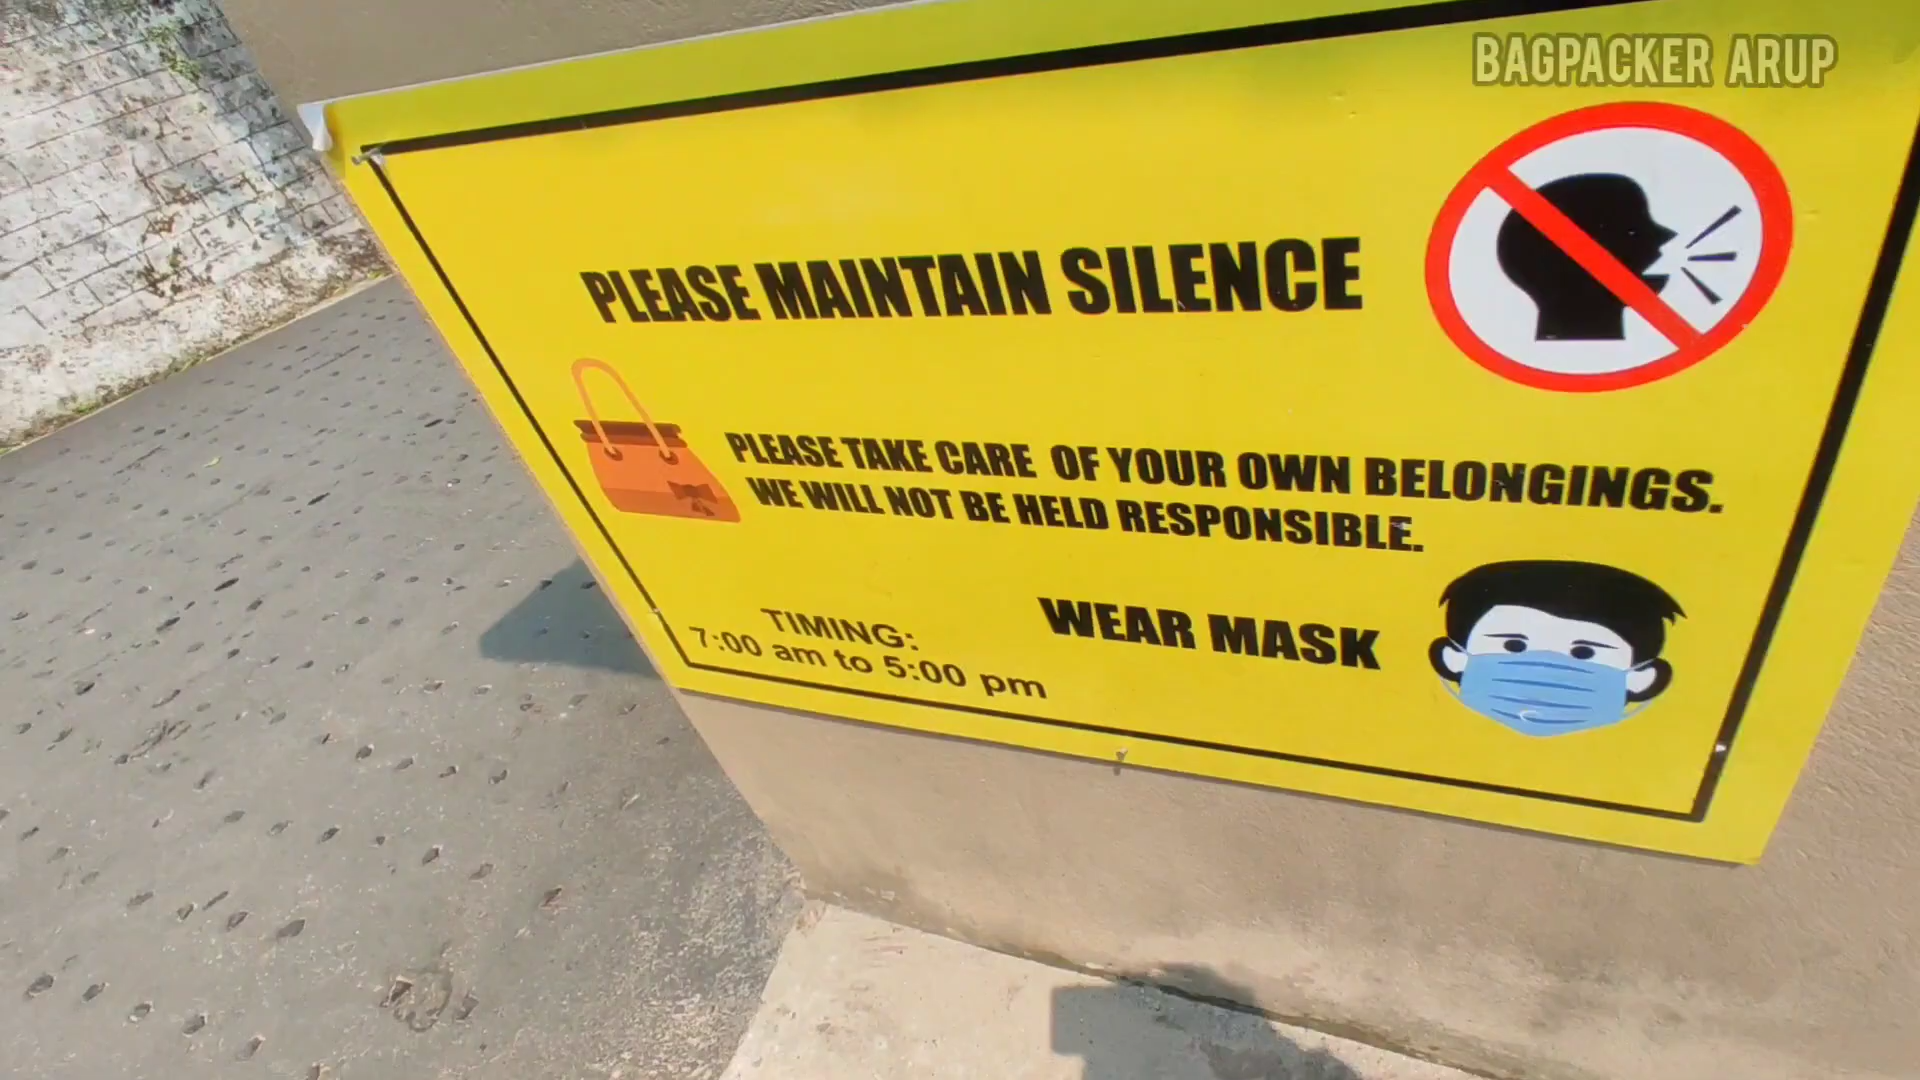 BAGPACKER ARUP
PLEASE MAINTAIN SILENCE
PLEASE TAKE CARE OF YOUR OWN BELONGINGS.
WE WILL NOT BE HELD RESPONSIBLE.
WEAR MASK
TIMING:
7:00 am to 5:00 pm